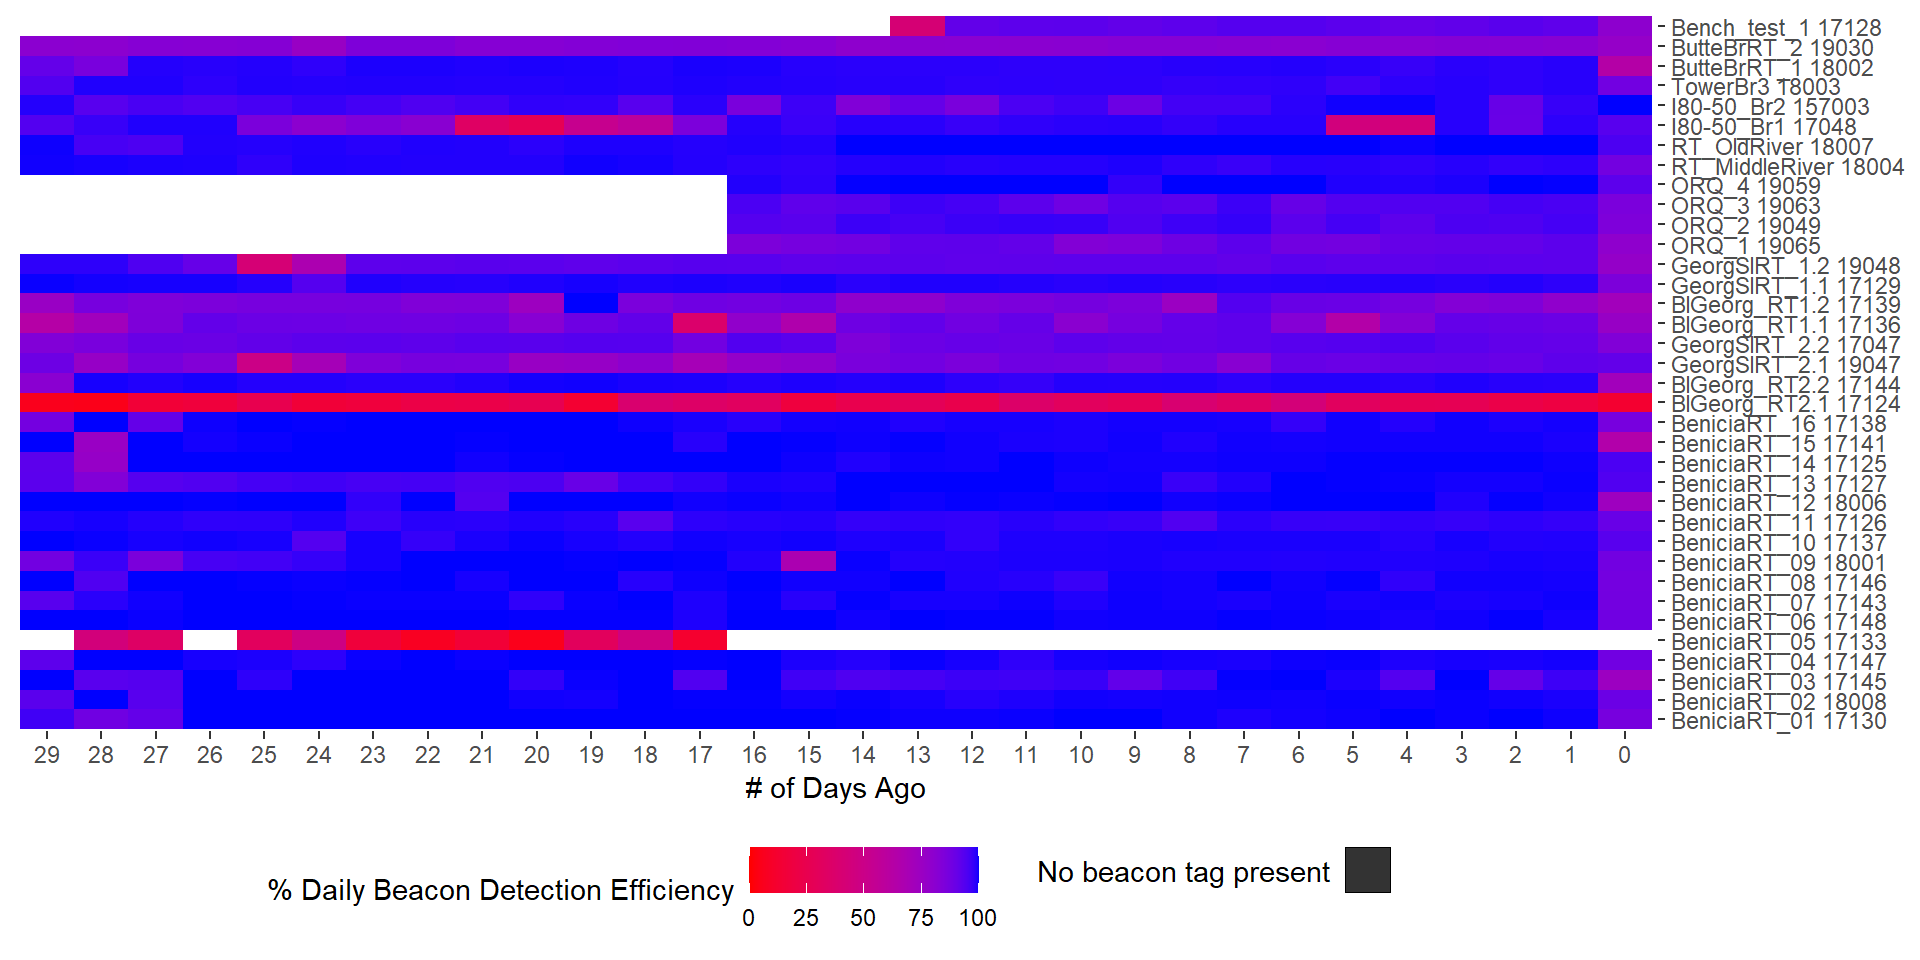 Bench_test_1 17128
ButteBrRT_2 19030
ButteBrRT_1 18002
TowerBr3 18003
I80-50_Br2 157003
I80-50_Br1 17048
RT_OldRiver 18007
RT_MiddleRiver 18004
ORQ_4 19059
ORQ_3 19063
ORQ_2 19049
ORQ_1 19065
GeorgSlRT_1.2 19048
GeorgSlRT_1.1 17129
BlGeorg_RT1.2 17139
BlGeorg_RT1.1 17136
GeorgSlRT_2.2 17047
GeorgSlRT_2.1 19047
BlGeorg_RT2.2 17144
BlGeorg_RT2.1 17124
BeniciaRT_16 17138
BeniciaRT_15 17141
BeniciaRT_14 17125
BeniciaRT_13 17127
BeniciaRT_12 18006
BeniciaRT_11 17126
BeniciaRT_10 17137
BeniciaRT_09 18001
BeniciaRT_08 17146
BeniciaRT_07 17143
BeniciaRT_06 17148
BeniciaRT_05 17133
BeniciaRT_04 17147
BeniciaRT_03 17145
BeniciaRT_02 18008
BeniciaRT_01 17130
29 28 27 26 25 24 23 22 21 20 19 18 17 16 15 14 13 12 11 10 9 8 7 6 5 4 3 2 1 0
# of Days Ago
% Daily Beacon Detection Efficiency
0 25 50 75 100
No beacon tag present